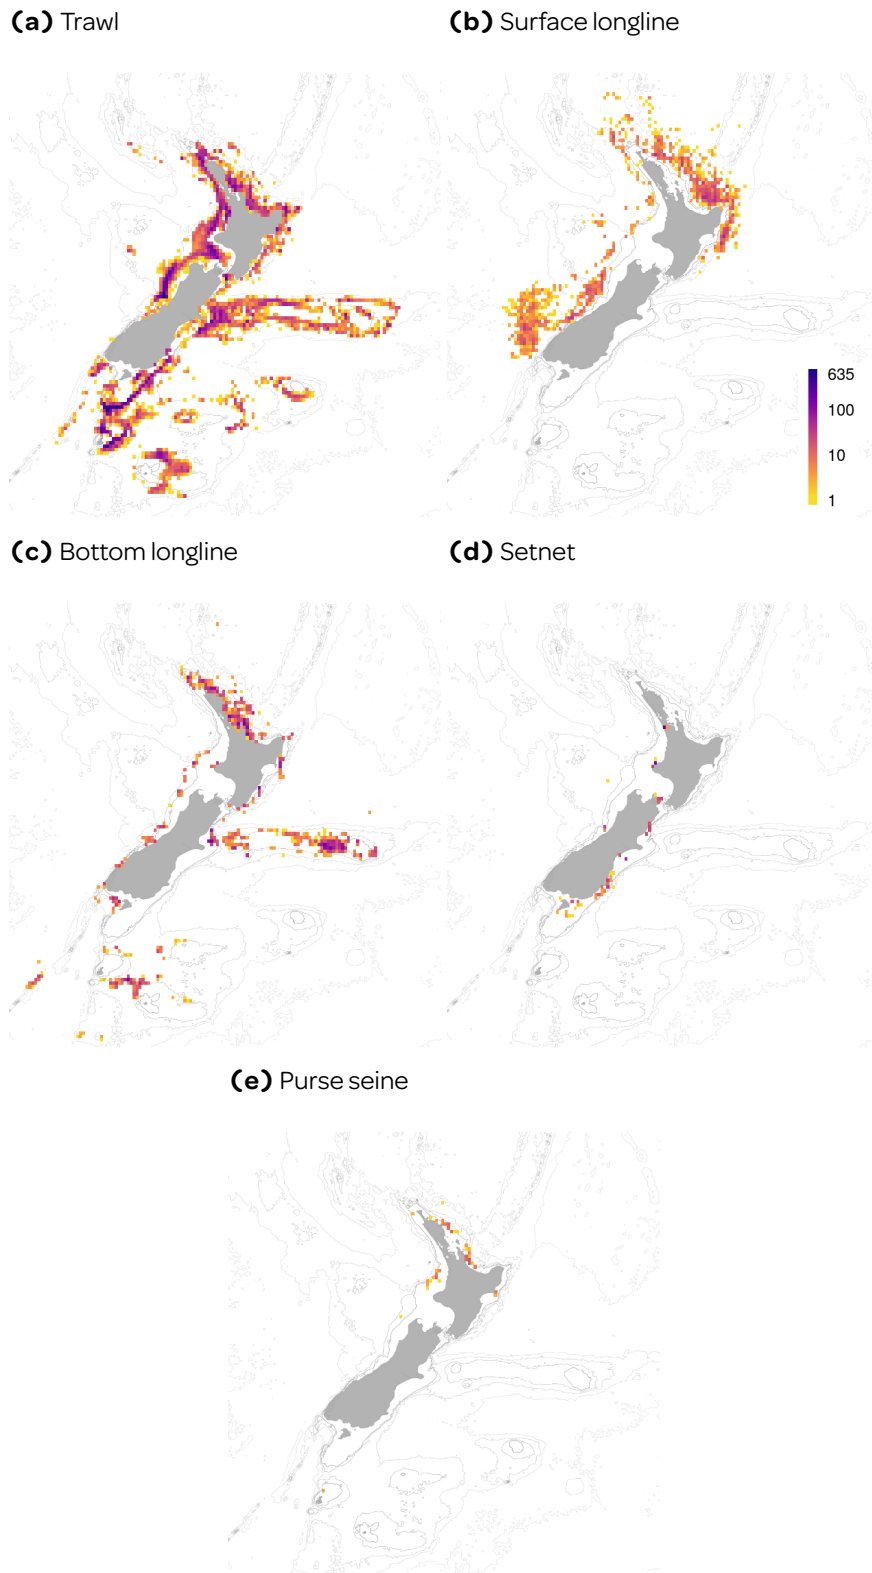 (a) Trawl
(b) Surface longline
635
100
10
1
(c) Bottom longline
(d) Setnet
(e) Purse seine